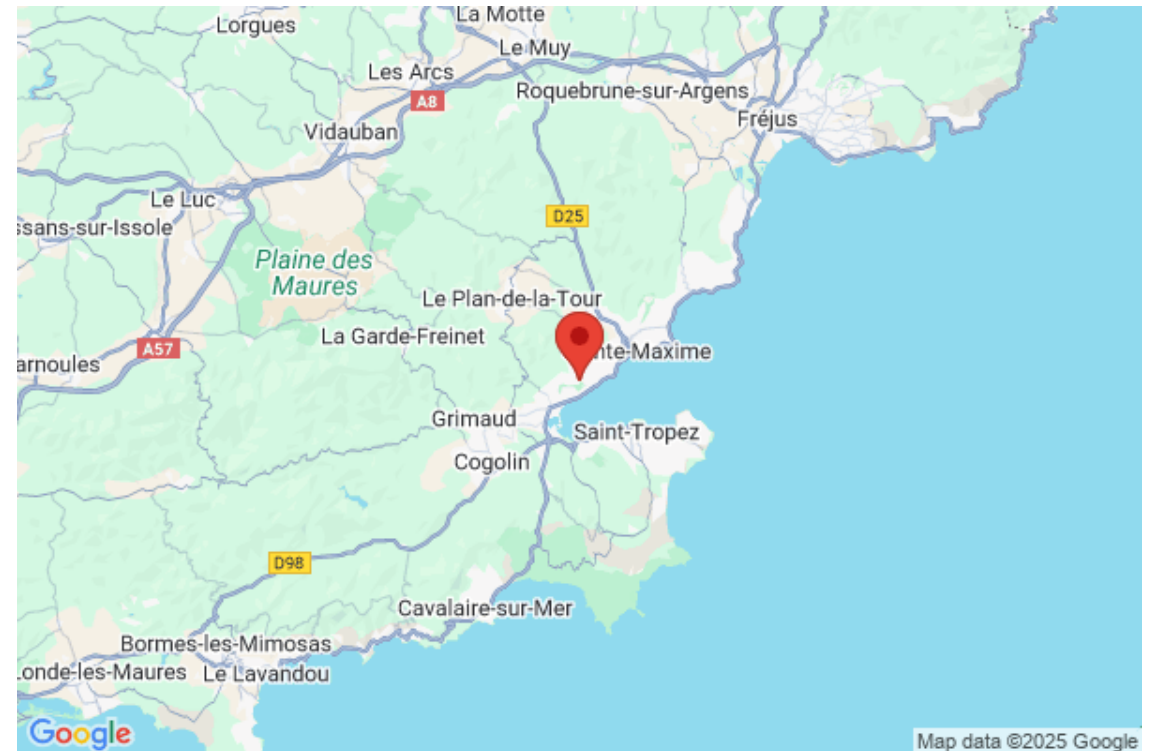 La Motte
Lorgues
Le Muy
Les Arcs
A8
Roquebrune-sur-Argens
Fréjus
Vidauban
Le Luc
ssans-sur-Issole
D25
Plaine des
Maures
Le Plan-de-la-Tour
La Garde-Freinet
A57
arnoules
nte-Maxime
Grimaud
Saint-Tropez
Cogolin
D98
Cavalaire-sur-Mer
Bormes-les-Mimosas
Londe-les-Maures
Le Lavandou
Google
Map data ©2025 Google